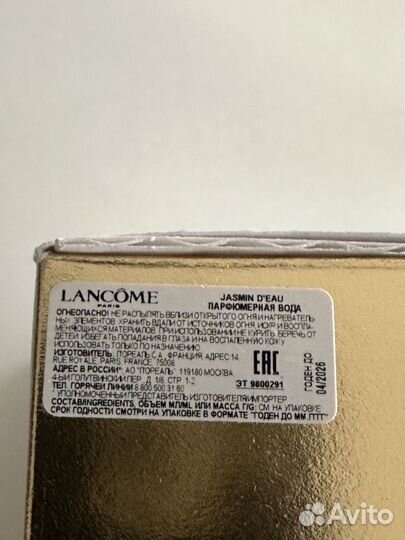 LANCÔME
PARIS
JASMIN D'EAU
ПАРФЮМЕРНАЯ ВОДА
ОГНЕОПАСНО! НЕ РАСПЫЛЯТЬ ВБЛИЗИ ОТКРЫТОГО ОГНЯ И НАГРЕВАТЕЛЬ
НЫХ ЭЛЕМЕНТОВ. ХРАНИТЬ ВДАЛИ ОТ ИСТОЧНИКОВ ОГНЯ, ИСКР И ВОСПЛА-
МЕНЯЮЩИХСЯ МАТЕРИАЛОВ. ПРИ ИСПОЛЬЗОВАНИИ НЕ КУРИТЬ. БЕРЕЧЬ ОТ
ДЕТЕЙ И ИЗБЕГАТЬ ПОПАДАНИЯ В ГЛАЗА И НА ВОСПАЛЕННУЮ КОЖУ.
ИСПОЛЬЗОВАТЬ ТОЛЬКО ПО НАЗНАЧЕНИЮ.
ИЗГОТОВИТЕЛЬ: "ЛОРЕАЛЬ С.А., ФРАНЦИЯ, АДРЕС 14
RUE ROYALE PARIS FRANCE 75008
АДРЕС В РОССИИ*: АО "ЛОРЕАЛЬ" 119180 МОСКВА
4-ЫЙ ГОЛУТВИНСКИЙ ПЕР. Д. 1/8, СТР. 1-2
ТЕЛ. ГОРЯЧЕЙ ЛИНИИ 8 800 500 31 60
EAC
ЭТ 9800291
ГОДЕН ДО
04/2026
* УПОЛНОМОЧЕННЫЙ ПРЕДСТАВИТЕЛЬ ИЗГОТОВИТЕЛЯ/ИМПОРТЕР
СОСТАВ/INGREDIENTS, ОБЪЕМ МЛ/ML ИЛИ МАССА Г/G: СМ. НА УПАКОВКЕ
СРОК ГОДНОСТИ СМОТРИ НА УПАКОВКЕ В ФОРМАТЕ "ГОДЕН ДО ММ.ГГГГ"
Avito